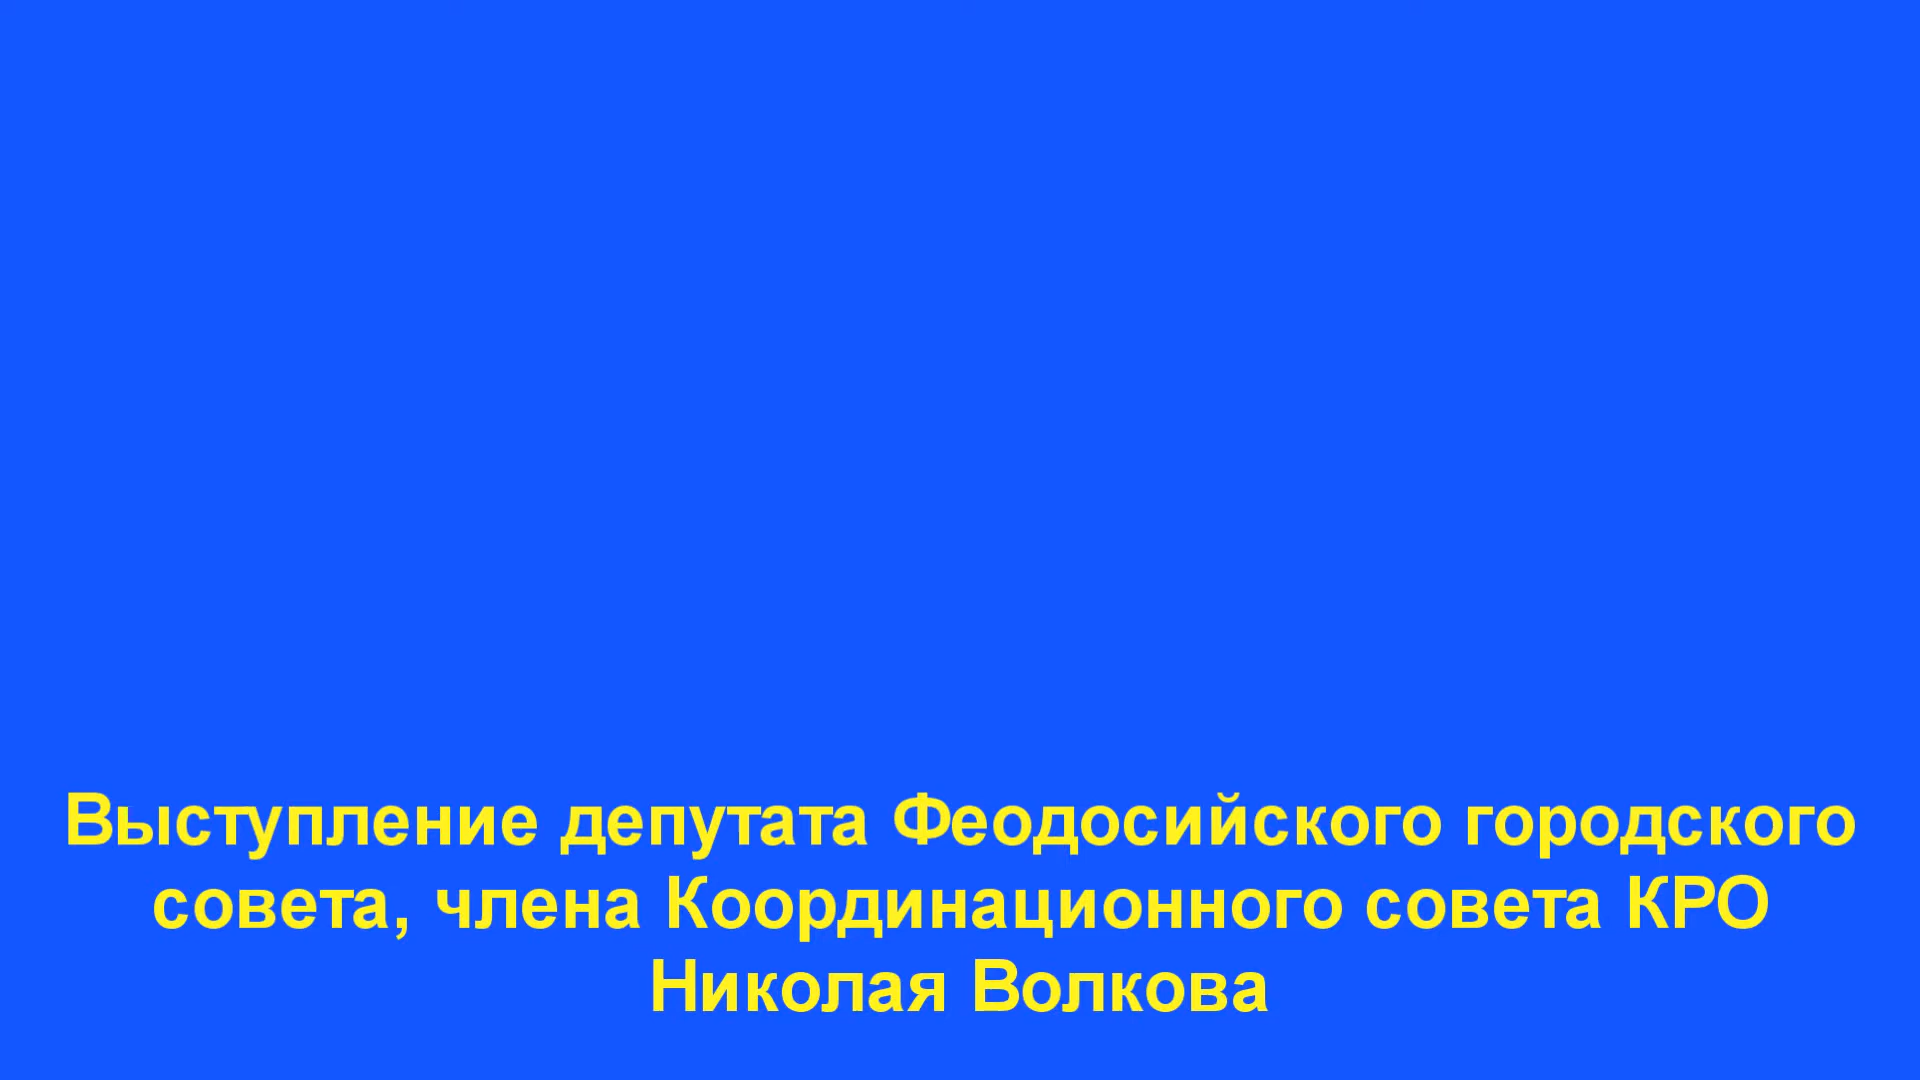 Выступление депутата Феодосийского городского
совета, члена Координационного совета КРО
Николая Волкова